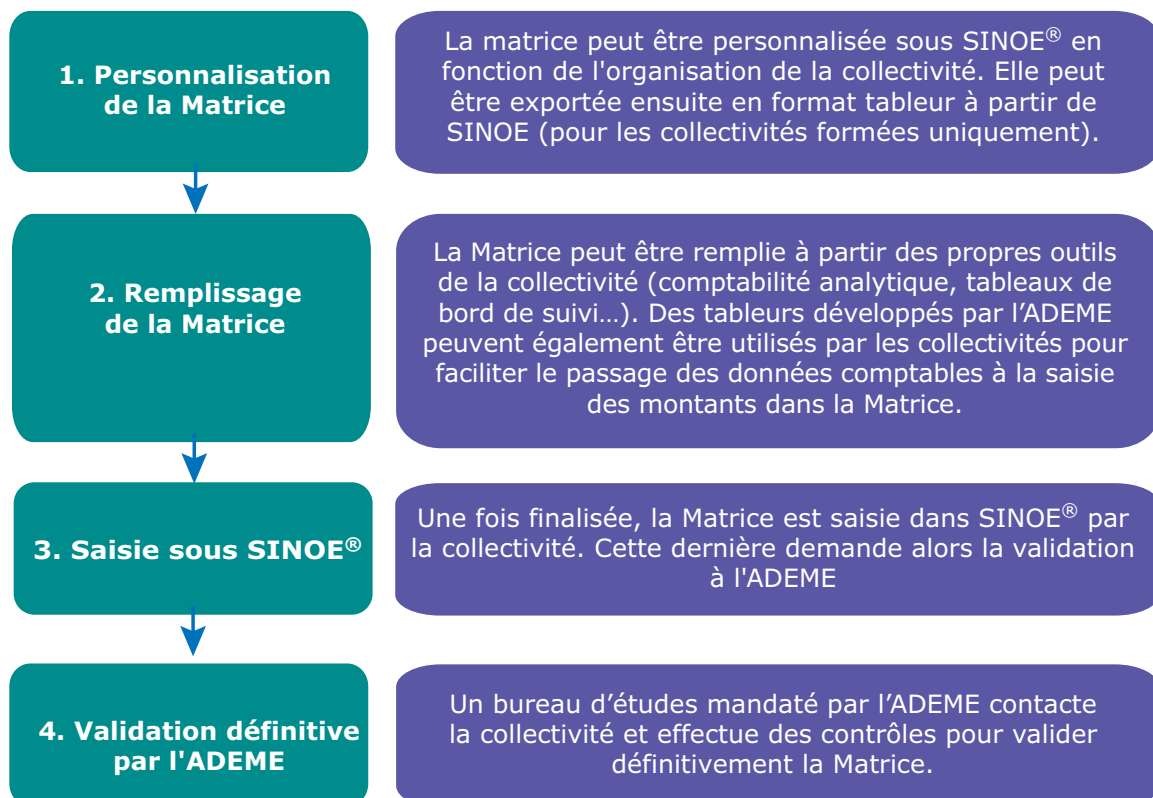 1. Personnalisation
de la Matrice
La matrice peut être personnalisée sous SINOE® en
fonction de l'organisation de la collectivité. Elle peut
être exportée ensuite en format tableur à partir de
SINOE (pour les collectivités formées uniquement).
2. Remplissage
de la Matrice
La Matrice peut être remplie à partir des propres outils
de la collectivité (comptabilité analytique, tableaux de
bord de suivi…). Des tableurs développés par l’ADEME
peuvent également être utilisés par les collectivités pour
faciliter le passage des données comptables à la saisie
des montants dans la Matrice.
3. Saisie sous SINOE®
Une fois finalisée, la Matrice est saisie dans SINOE® par
la collectivité. Cette dernière demande alors la validation
à l'ADEME
4. Validation définitive
par l'ADEME
Un bureau d’études mandaté par l’ADEME contacte
la collectivité et effectue des contrôles pour valider
définitivement la Matrice.